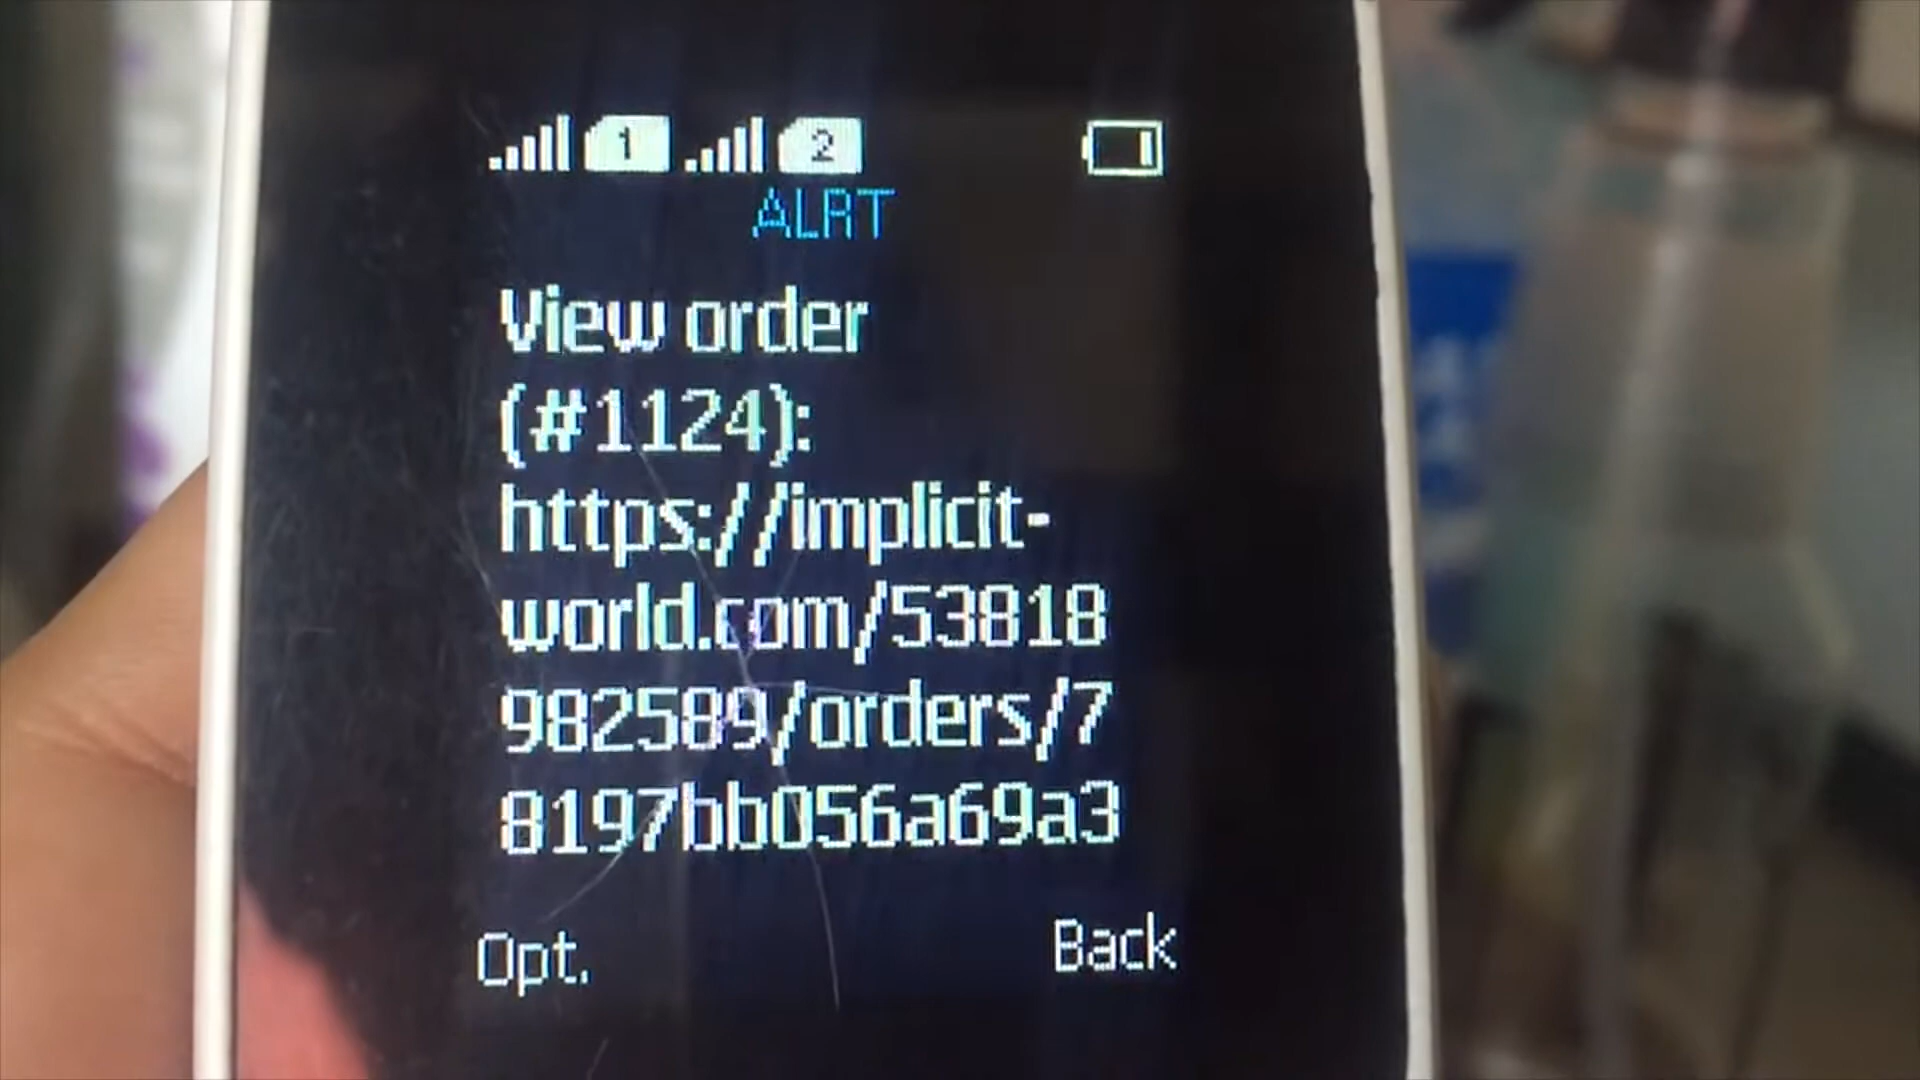 1 2
ALRT
View order
(#1124):
https://implicit-
world.com/53818
982589/orders/7
8197bb056a69a3
Opt. Back